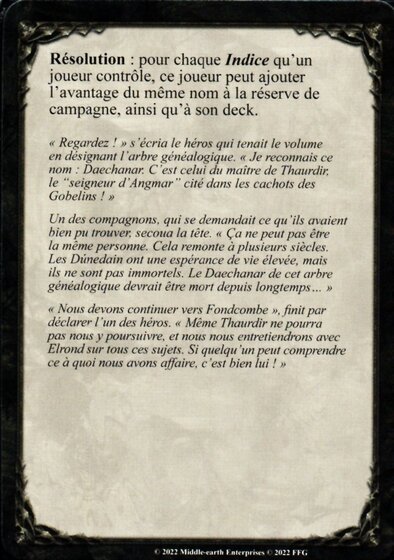 Résolution : pour chaque Indice qu'un
joueur contrôle, ce joueur peut ajouter
l'avantage du même nom à la réserve de
campagne, ainsi qu'à son deck.
« Regardez ! » s'écria le héros qui tenait le volume
en désignant l'arbre généalogique. « Je reconnais ce
nom : Daechanar. C'est celui du maître de Thaurdir,
le “seigneur d'Angmar” cité dans les cachots des
Gobelins ! »
Un des compagnons, qui se demandait ce qu'ils avaient
bien pu trouver, secoua la tête. « Ça ne peut pas être
la même personne. Cela remonte à plusieurs siècles.
Les Dúnedain ont une espérance de vie élevée, mais
ils ne sont pas immortels. Le Daechanar de cet arbre
généalogique devrait être mort depuis longtemps… »
« Nous devons continuer vers Fondcombe », finit par
déclarer l'un des héros. « Même Thaurdir ne pourra
pas nous y poursuivre, et nous nous entretiendrons avec
Elrond sur tous ces sujets. Si quelqu'un peut comprendre
ce à quoi nous avons affaire, c'est bien lui ! »
© 2022 Middle-earth Enterprises © 2022 FFG